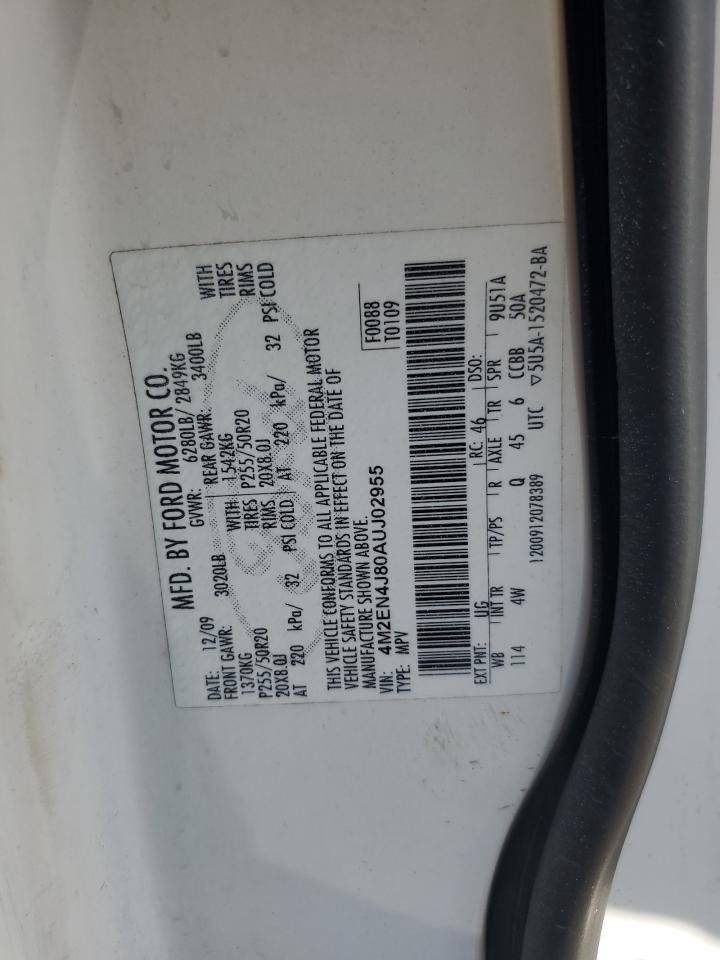 MFD. BY FORD MOTOR CO.
DATE: 12/09 GVWR: 6280LB/ 2849KG
FRONT GAWR: 3020LB REAR GAWR: 3400LB
1370KG WITH 1542KG WITH
P255/50R20 TIRES P255/50R20 TIRES
20X8.0J RIMS 20X8.0J RIMS
AT 220 kPa/ 32 PSI COLD AT 220 kPa/ 32 PSI COLD
THIS VEHICLE CONFORMS TO ALL APPLICABLE FEDERAL MOTOR
VEHICLE SAFETY STANDARDS IN EFFECT ON THE DATE OF
MANUFACTURE SHOWN ABOVE.
VIN: 4M2EN4J80AUJ02955 F0088
TYPE: MPV T0109
EXT PNT: UG RC: 46 DSO:
WB INT TR TP/PS R AXLE TR SPR 9U51A
114 4W Q 45 6 CCBB 50A
1200912078389 UTC ▽5U5A-1520472-BA